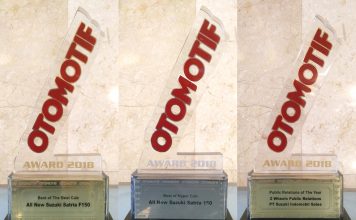 OTOMOTIF
AWARD 2018
Best of The Best Cub
All New Suzuki Satria F150
OTOMOTIF
AWARD 2018
Best of Hyper Cub
All New Suzuki Satria F150
OTOMOTIF
AWARD 2018
Public Relations of The Year
2 Wheels Public Relations
PT Suzuki Indomobil Sales